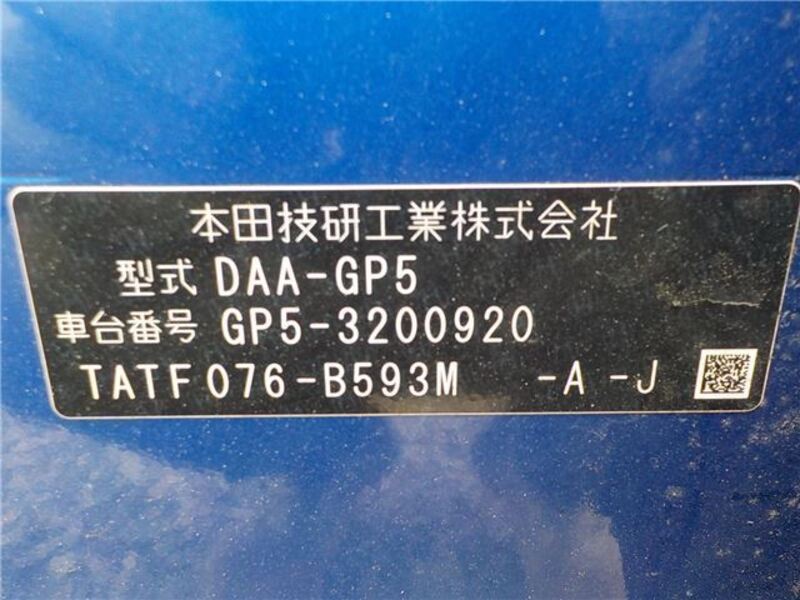 本田技研工業株式会社
型式 DAA-GP5
車台番号 GP5-3200920
TATF076-B593M -A -J